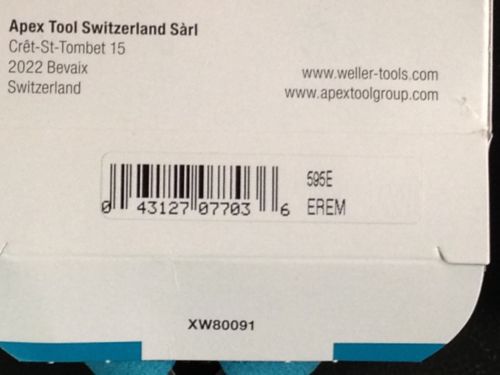 Apex Tool Switzerland Sàrl
Crêt-St-Tombet 15
2022 Bevaix
Switzerland
www.weller-tools.com
www.apextoolgroup.com
595E
0 43127 07703 6
EREM
XW80091